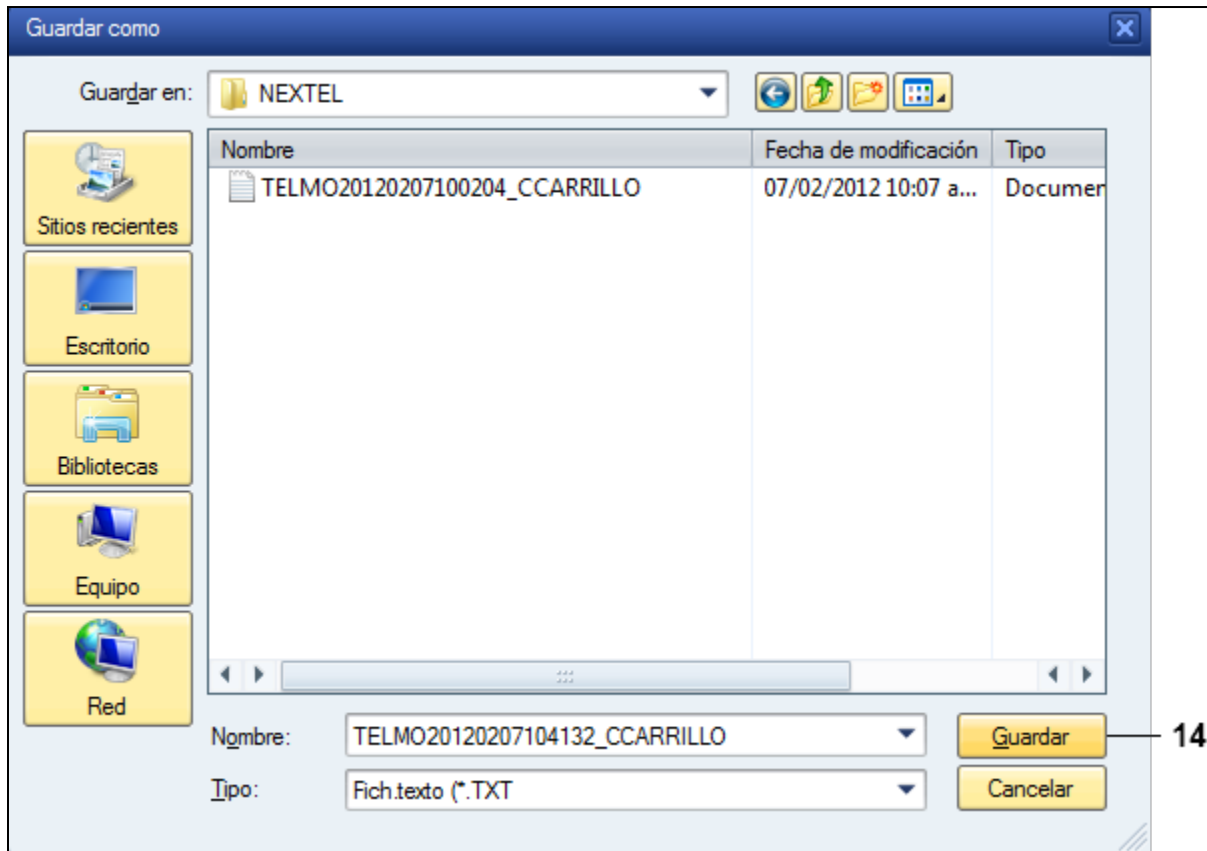 Guardar como
Guardar en: NEXTEL
Nombre Fecha de modificación Tipo
TELMO20120207100204_CCARRILLO 07/02/2012 10:07 a... Documen
Sitios recientes
Escritorio
Bibliotecas
Equipo
Red
Nombre: TELMO20120207104132_CCARRILLO Guardar 14
Tipo: Fich.texto (*.TXT Cancelar